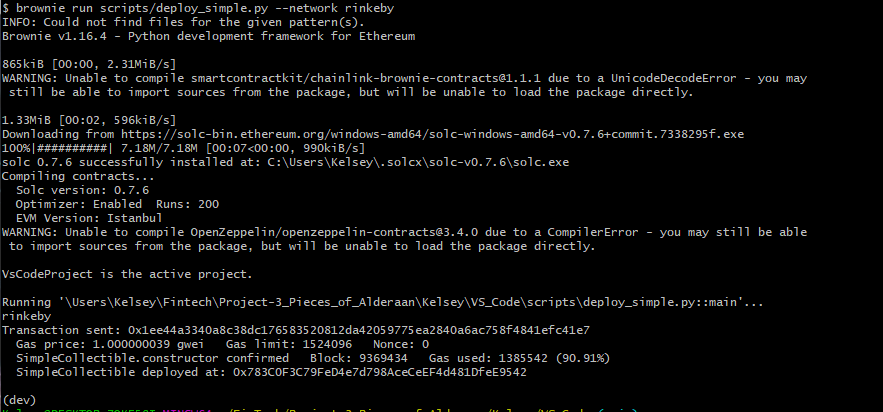 $ brownie run scripts/deploy_simple.py --network rinkeby
INFO: Could not find files for the given pattern(s).
Brownie v1.16.4 - Python development framework for Ethereum
865kiB [00:00, 2.31MiB/s]
WARNING: Unable to compile smartcontractkit/chainlink-brownie-contracts@1.1.1 due to a UnicodeDecodeError - you may
still be able to import sources from the package, but will be unable to load the package directly.
1.33MiB [00:02, 596kiB/s]
Downloading from https://solc-bin.ethereum.org/windows-amd64/solc-windows-amd64-v0.7.6+commit.7338295f.exe
100%|##########| 7.18M/7.18M [00:07<00:00, 990kiB/s]
solc 0.7.6 successfully installed at: C:\Users\Kelsey\.solcx\solc-v0.7.6\solc.exe
Compiling contracts...
Solc version: 0.7.6
Optimizer: Enabled  Runs: 200
EVM Version: Istanbul
WARNING: Unable to compile OpenZeppelin/openzeppelin-contracts@3.4.0 due to a CompilerError - you may still be able
to import sources from the package, but will be unable to load the package directly.
VsCodeProject is the active project.
Running '\Users\Kelsey\Fintech\Project-3_Pieces_of_Alderaan\Kelsey\VS_Code\scripts\deploy_simple.py::main'...
rinkeby
Transaction sent: 0x1ee44a3340a8c38dc176583520812da42059775ea2840a6ac758f4841efc41e7
Gas price: 1.000000039 gwei  Gas limit: 1524096  Nonce: 0
SimpleCollectible.constructor confirmed  Block: 9369434  Gas used: 1385542 (90.91%)
SimpleCollectible deployed at: 0x783C0F3C79FeD4e7d798AceCeEF4d481DfeE9542
(dev)